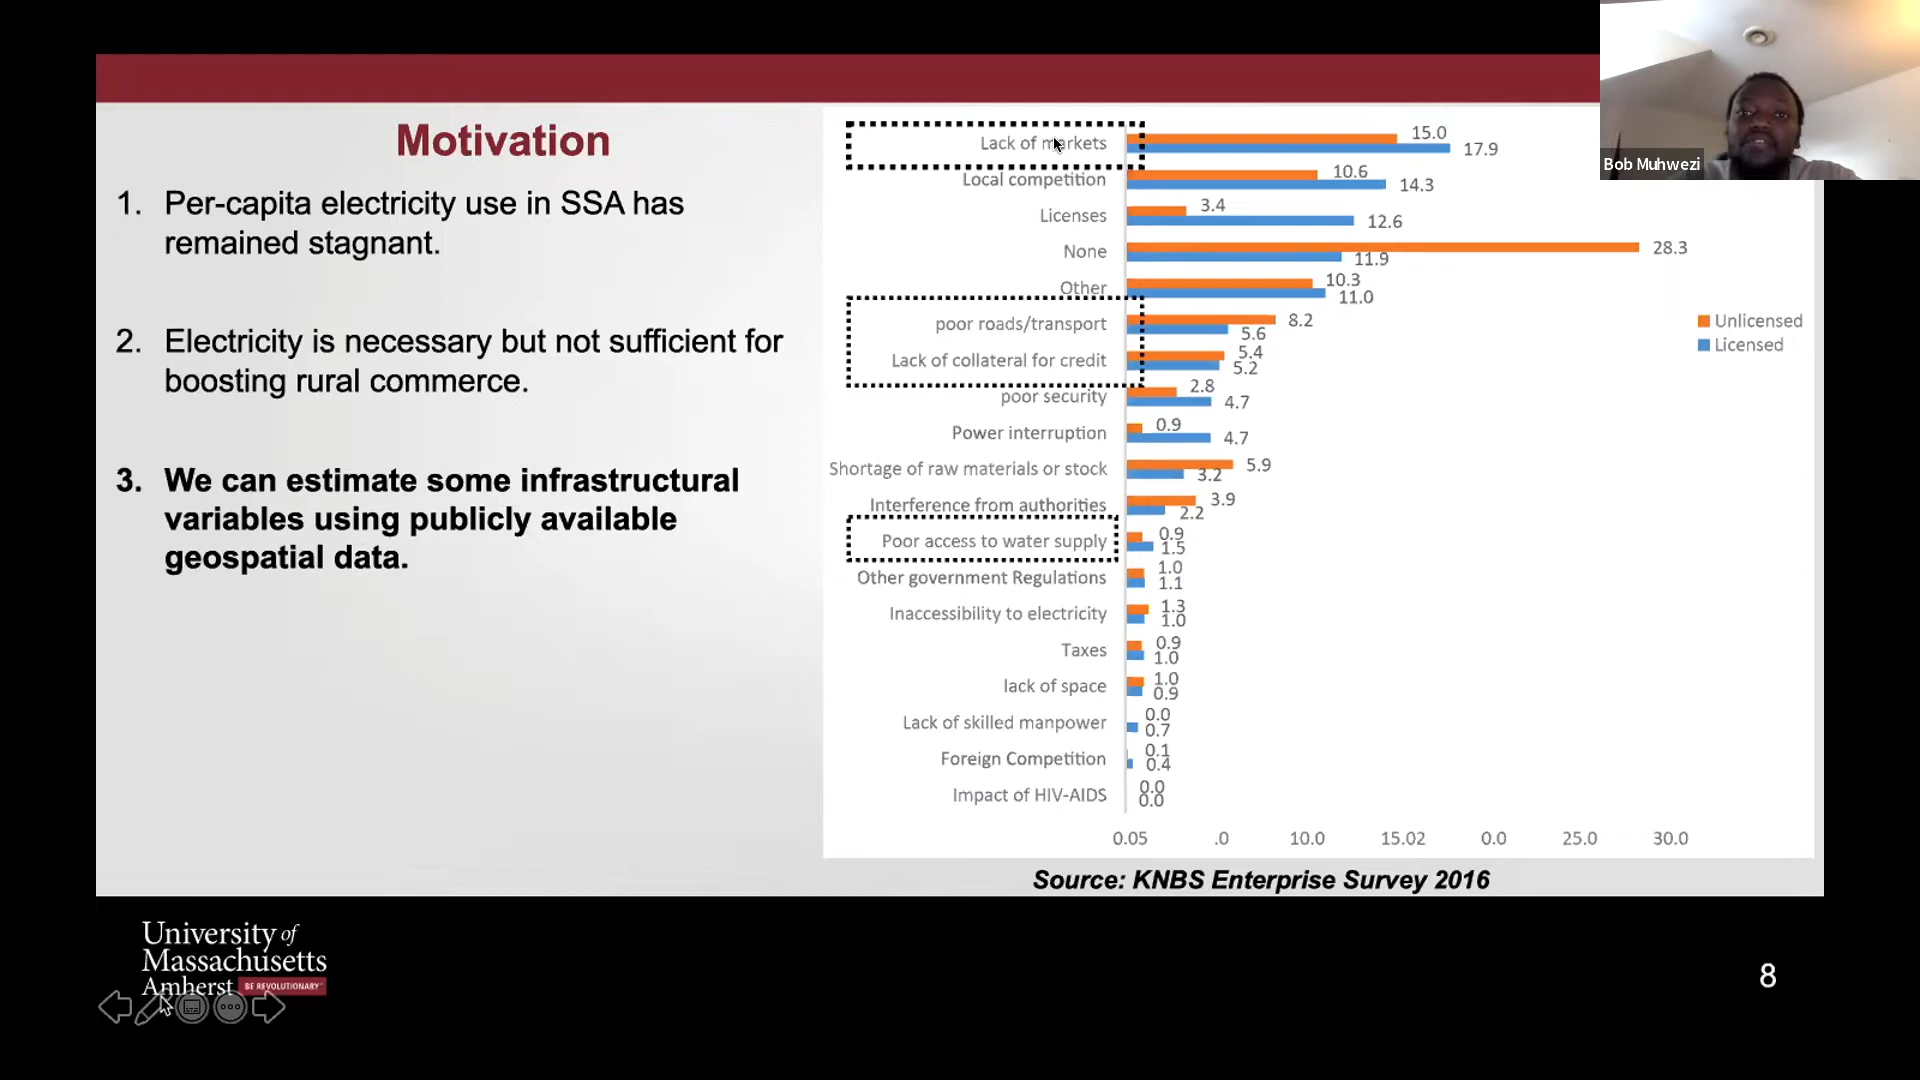 Motivation
1. Per-capita electricity use in SSA has
remained stagnant.
2. Electricity is necessary but not sufficient for
boosting rural commerce.
3. We can estimate some infrastructural
variables using publicly available
geospatial data.
Lack of markets 15.0 17.9
Local competition 10.6 14.3
Licenses 3.4 12.6
None 28.3 11.9
Other 10.3 11.0
poor roads/transport 8.2 5.6
Lack of collateral for credit 5.4 5.2
poor security 2.8 4.7
Power interruption 0.9 4.7
Shortage of raw materials or stock 5.9 3.2
Interference from authorities 3.9 2.2
Poor access to water supply 0.9 1.5
Other government Regulations 1.0 1.1
Inaccessibility to electricity 1.3 1.0
Taxes 0.9 1.0
lack of space 1.0 0.9
Lack of skilled manpower 0.0 0.7
Foreign Competition 0.1 0.4
Impact of HIV-AIDS 0.0 0.0
0.05 .0 10.0 15.02 0.0 25.0 30.0
Unlicensed
Licensed
Source: KNBS Enterprise Survey 2016
Bob Muhwezi
University of
Massachusetts
Amherst BE REVOLUTIONARY™
8